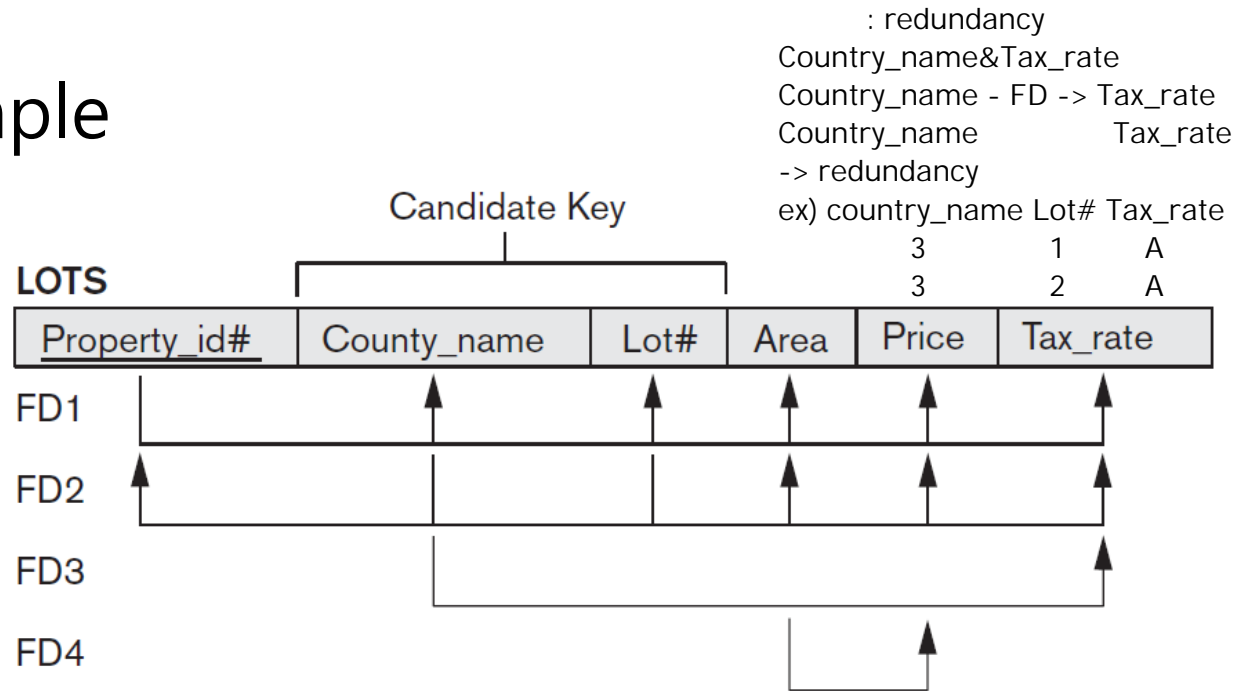 : redundancy
Country_name&Tax_rate
Country_name - FD -> Tax_rate
Country_name Tax_rate
-> redundancy
ex) country_name Lot# Tax_rate
3 1 A
3 2 A
Candidate Key
LOTS
Property_id# County_name Lot# Area Price Tax_rate
FD1
FD2
FD3
FD4